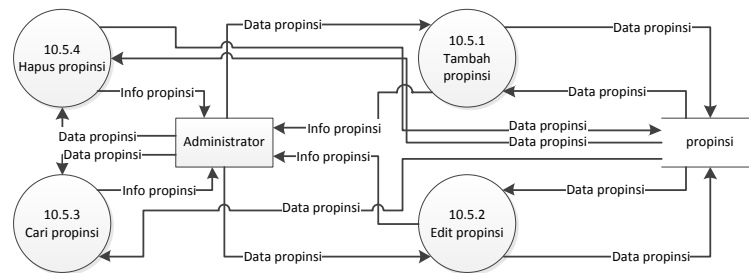 Data propinsi
Data propinsi
10.5.4
Hapus propinsi
10.5.1
Tambah
propinsi
Info propinsi
Data propinsi
Data propinsi
Administrator
Info propinsi
Data propinsi
Data propinsi
propinsi
Data propinsi
Info propinsi
Data propinsi
Info propinsi
Data propinsi
10.5.3
Cari propinsi
Data propinsi
10.5.2
Edit propinsi
Data propinsi
Data propinsi